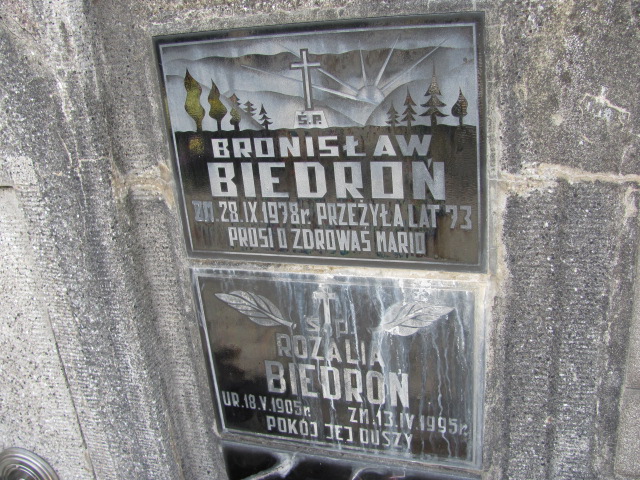 Ś.P.
BRONISŁAW
BIEDROŃ
ZM. 28.IX.1978r. PRZEŻYŁA LAT 73
PROSI O ZDROWAŚ MARIO
Ś.P.
ROZALIA
BIEDROŃ
UR.18.V.1905r. ZM.13.IV.1995r.
POKÓJ JEJ DUSZY